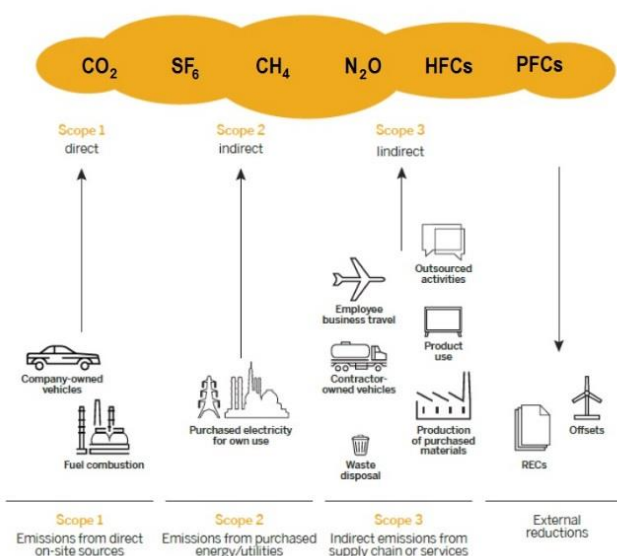 CO₂ SF₆ CH₄ N₂O HFCs PFCs
Scope 1
direct
Scope 2
indirect
Scope 3
Iindirect
Outsourced
activities
Employee
business travel
Product
use
Company-owned
vehicles
Contractor-
owned vehicles
Purchased electricity
for own use
Production
of purchased
materials
Offsets
Fuel combustion
Waste
disposal
RECs
Scope 1
Emissions from direct
on-site sources
Scope 2
Emissions from purchased
energy/utilities
Scope 3
Indirect emissions from
supply chain or services
External
reductions